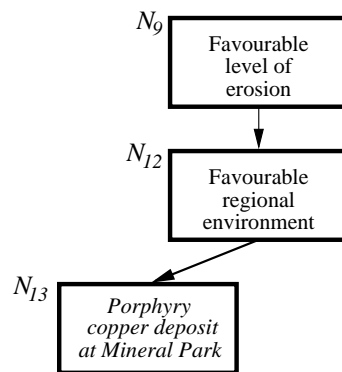 N9
Favourable
level of
erosion
N12
Favourable
regional
environment
N13
Porphyry
copper deposit
at Mineral Park